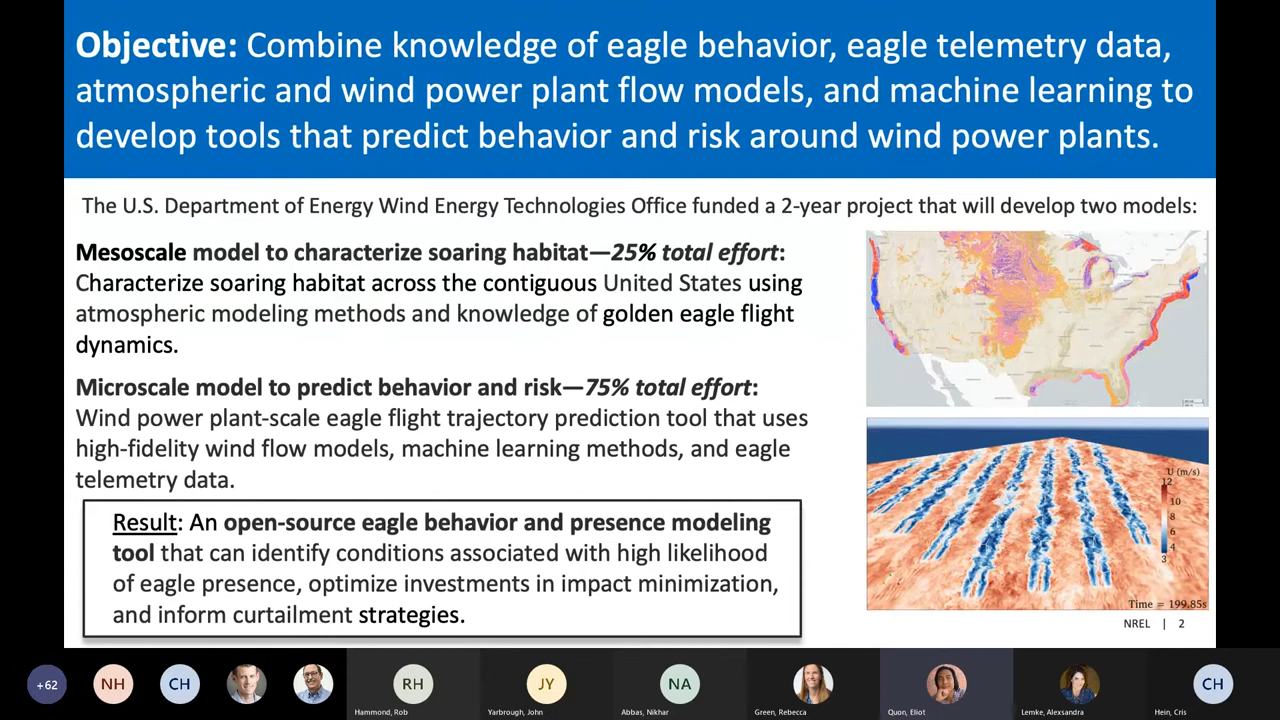 Objective: Combine knowledge of eagle behavior, eagle telemetry data,
atmospheric and wind power plant flow models, and machine learning to
develop tools that predict behavior and risk around wind power plants.
The U.S. Department of Energy Wind Energy Technologies Office funded a 2-year project that will develop two models:
Mesoscale model to characterize soaring habitat—25% total effort:
Characterize soaring habitat across the contiguous United States using
atmospheric modeling methods and knowledge of golden eagle flight
dynamics.
Microscale model to predict behavior and risk—75% total effort:
Wind power plant-scale eagle flight trajectory prediction tool that uses
high-fidelity wind flow models, machine learning methods, and eagle
telemetry data.
Result: An open-source eagle behavior and presence modeling
tool that can identify conditions associated with high likelihood
of eagle presence, optimize investments in impact minimization,
and inform curtailment strategies.
U (m/s)
12
10
8
6
4
3
Time = 199.85s
NREL | 2
+62
NH
CH
RH
JY
NA
CH
Hammond, Rob
Yarbrough, John
Abbas, Nikhar
Green, Rebecca
Quon, Eliot
Lemke, Alexsandra
Hein, Cris